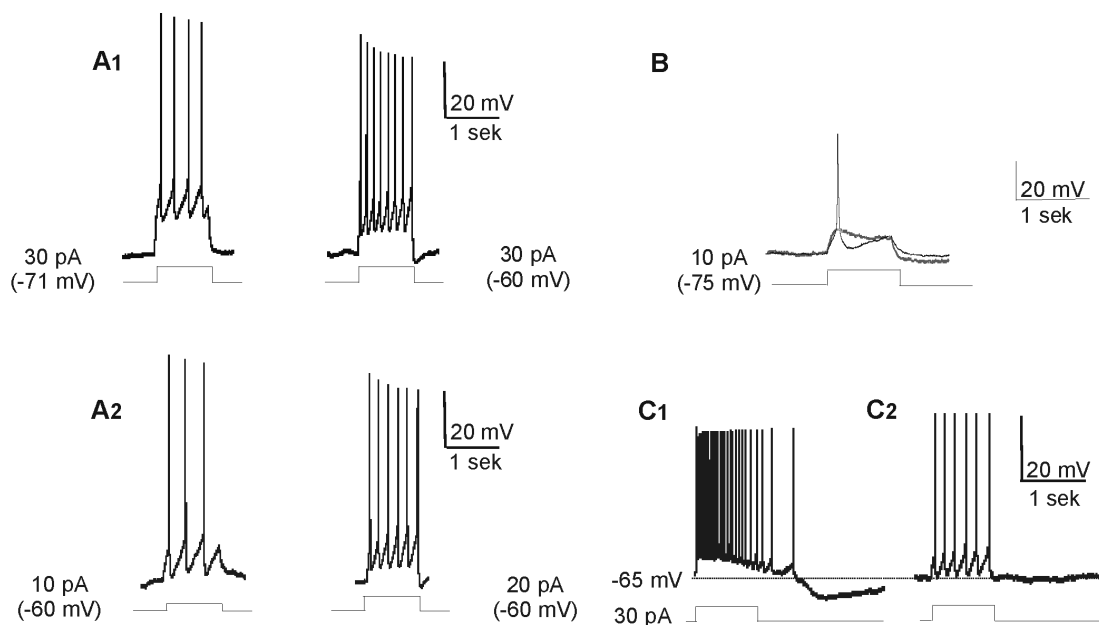 A1
20 mV
1 sek
30 pA
(-71 mV)
30 pA
(-60 mV)
B
20 mV
1 sek
10 pA
(-75 mV)
A2
20 mV
1 sek
10 pA
(-60 mV)
20 pA
(-60 mV)
C1
C2
20 mV
1 sek
-65 mV
30 pA